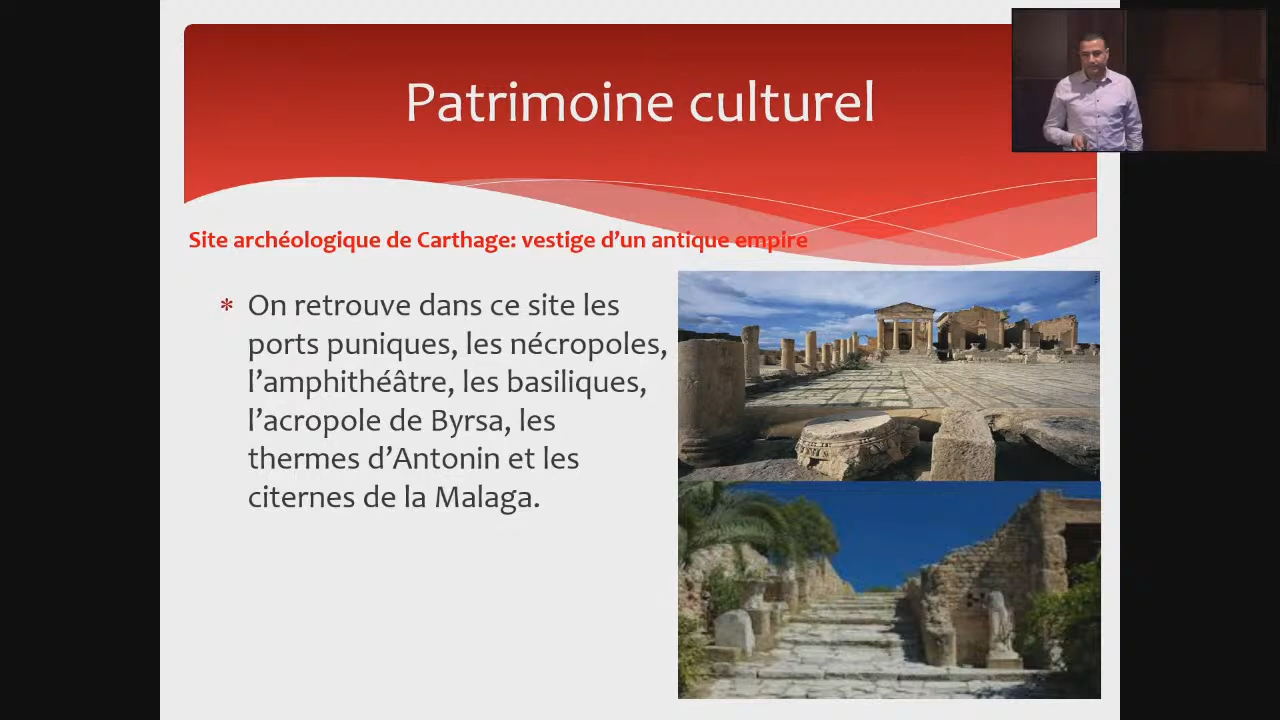 Patrimoine culturel
Site archéologique de Carthage: vestige d’un antique empire
* On retrouve dans ce site les
ports puniques, les nécropoles,
l’amphithéâtre, les basiliques,
l’acropole de Byrsa, les
thermes d’Antonin et les
citernes de la Malaga.